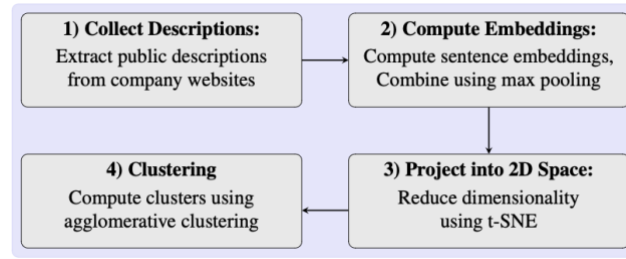 1) Collect Descriptions:
Extract public descriptions
from company websites
2) Compute Embeddings:
Compute sentence embeddings,
Combine using max pooling
3) Project into 2D Space:
Reduce dimensionality
using t-SNE
4) Clustering
Compute clusters using
agglomerative clustering